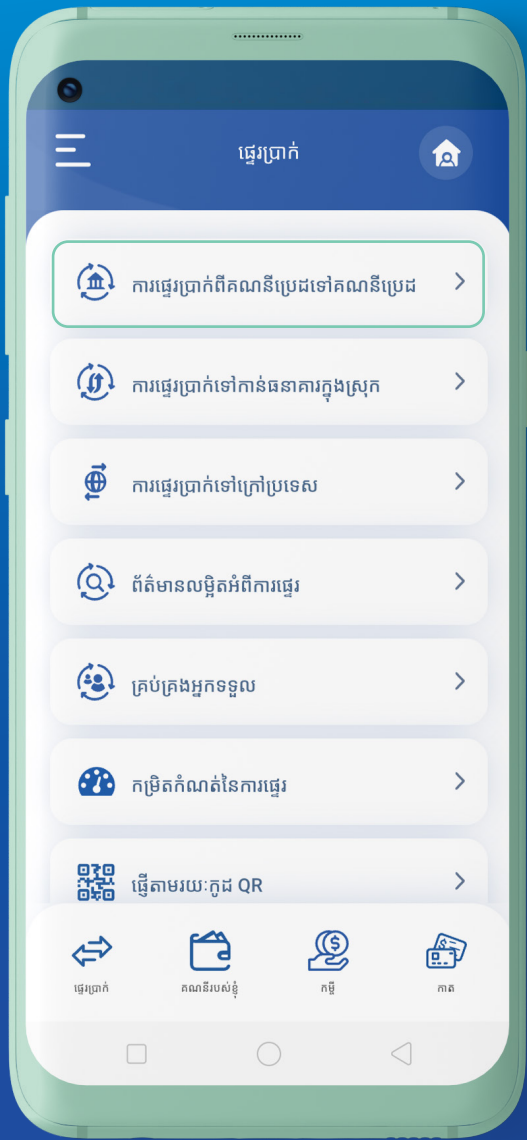 ផ្ទេរប្រាក់
ការផ្ទេរប្រាក់ពីគណនីប្រេដទៅគណនីប្រេដ
ការផ្ទេរប្រាក់ទៅកាន់ធនាគារក្នុងស្រុក
ការផ្ទេរប្រាក់ទៅក្រៅប្រទេស
ព័ត៌មានលម្អិតអំពីការផ្ទេរ
គ្រប់គ្រងអ្នកទទួល
កម្រិតកំណត់នៃការផ្ទេរ
ផ្ញើតាមរយៈកូដ QR
ផ្ទេរប្រាក់ គណនីរបស់ខ្ញុំ កម្ចី កាត